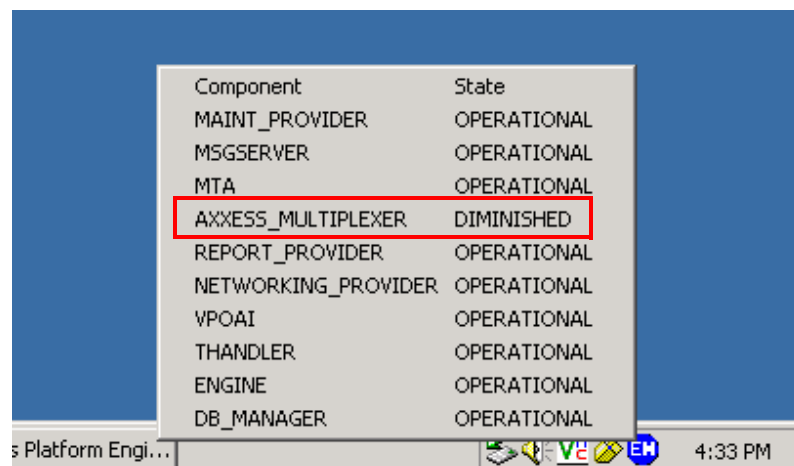 Component State
MAINT_PROVIDER OPERATIONAL
MSGSERVER OPERATIONAL
MTA OPERATIONAL
AXXESS_MULTIPLEXER DIMINISHED
REPORT_PROVIDER OPERATIONAL
NETWORKING_PROVIDER OPERATIONAL
VPOAI OPERATIONAL
THANDLER OPERATIONAL
ENGINE OPERATIONAL
DB_MANAGER OPERATIONAL
s Platform Engi... EH 4:33 PM